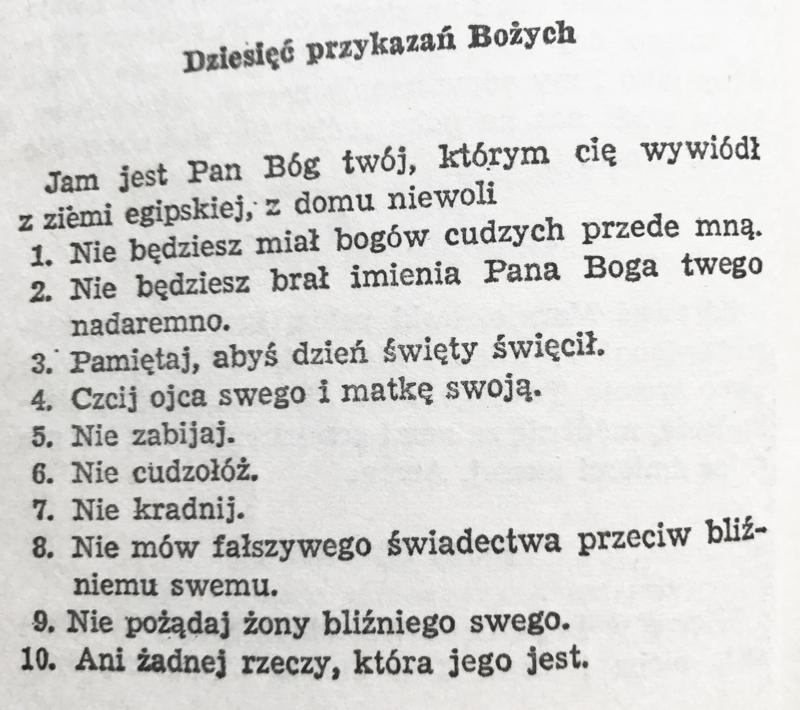 Dziesięć przykazań Bożych
Jam jest Pan Bóg twój, którym cię wywiódł
z ziemi egipskiej, z domu niewoli
1. Nie będziesz miał bogów cudzych przede mną.
2. Nie będziesz brał imienia Pana Boga twego
nadaremno.
3. Pamiętaj, abyś dzień święty święcił.
4. Czcij ojca swego i matkę swoją.
5. Nie zabijaj.
6. Nie cudzołóż.
7. Nie kradnij.
8. Nie mów fałszywego świadectwa przeciw bliź-
niemu swemu.
9. Nie pożądaj żony bliźniego swego.
10. Ani żadnej rzeczy, która jego jest.